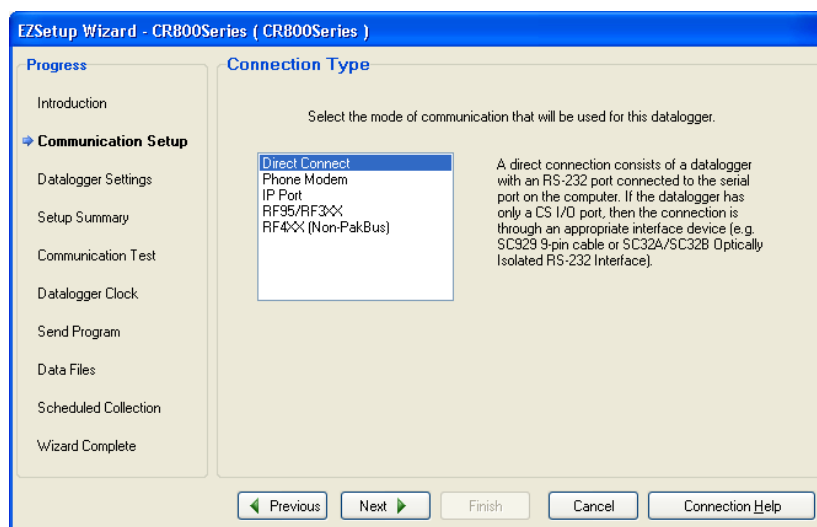 EZSetup Wizard - CR800Series ( CR800Series )
Progress
Introduction
Communication Setup
Datalogger Settings
Setup Summary
Communication Test
Datalogger Clock
Send Program
Data Files
Scheduled Collection
Wizard Complete
Connection Type
Select the mode of communication that will be used for this datalogger.
Direct Connect
Phone Modem
IP Port
RF95/RF3XX
RF4XX (Non-PakBus)
A direct connection consists of a datalogger
with an RS-232 port connected to the serial
port on the computer. If the datalogger has
only a CS I/O port, then the connection is
through an appropriate interface device (e.g.
SC929 9-pin cable or SC32A/SC32B Optically
Isolated RS-232 Interface).
Previous
Next
Finish
Cancel
Connection Help